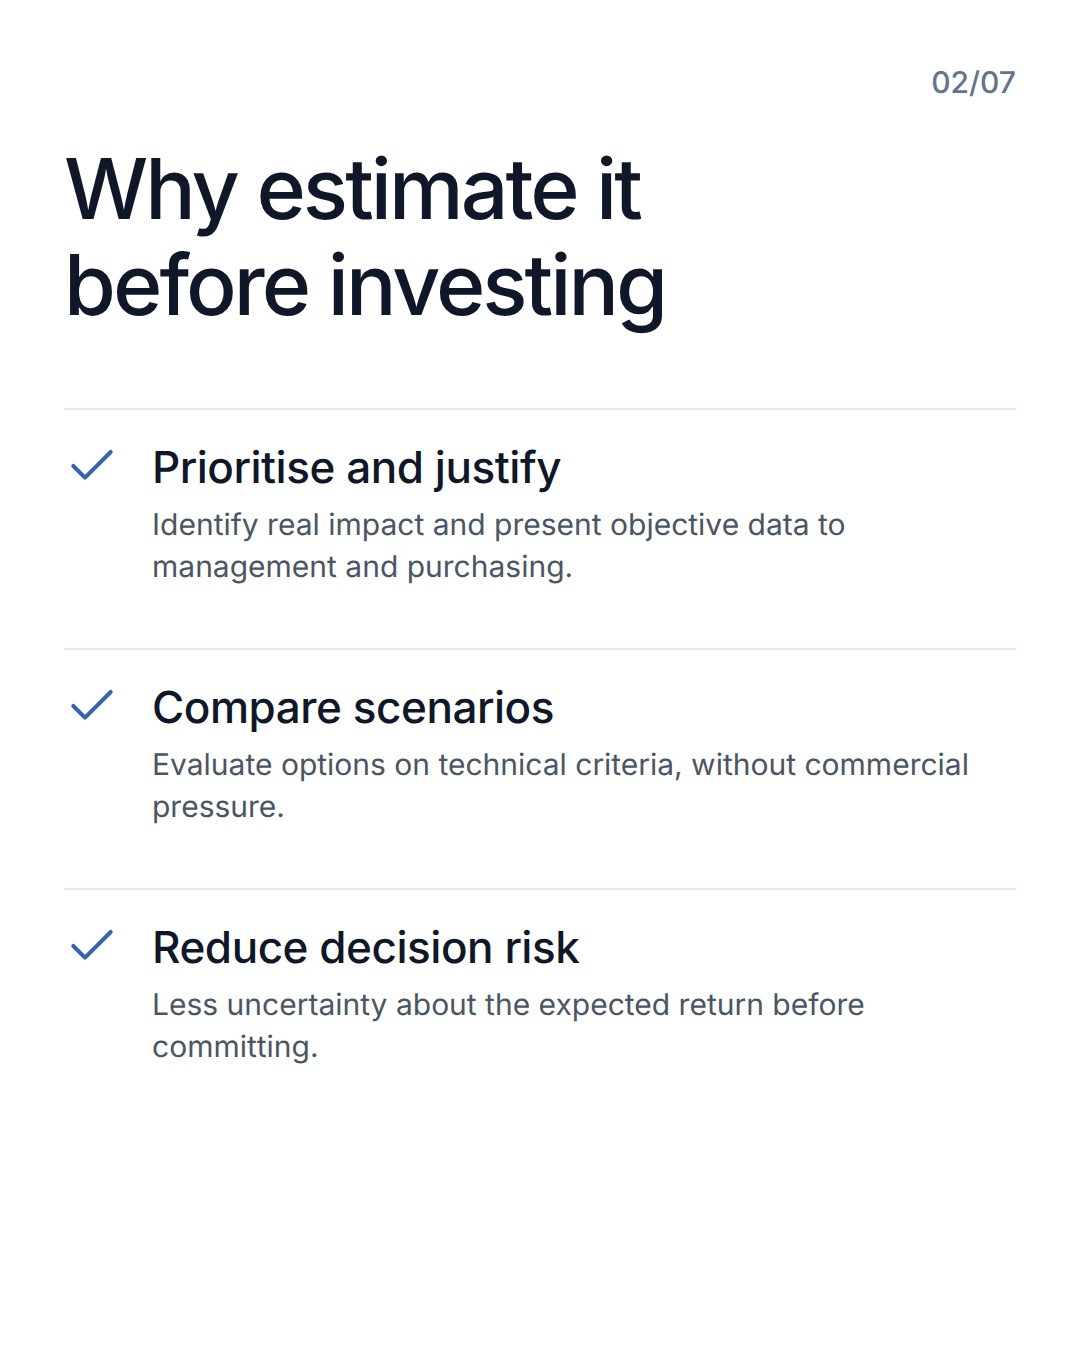 02/07
Why estimate it
before investing
Prioritise and justify
Identify real impact and present objective data to
management and purchasing.
Compare scenarios
Evaluate options on technical criteria, without commercial
pressure.
Reduce decision risk
Less uncertainty about the expected return before
committing.